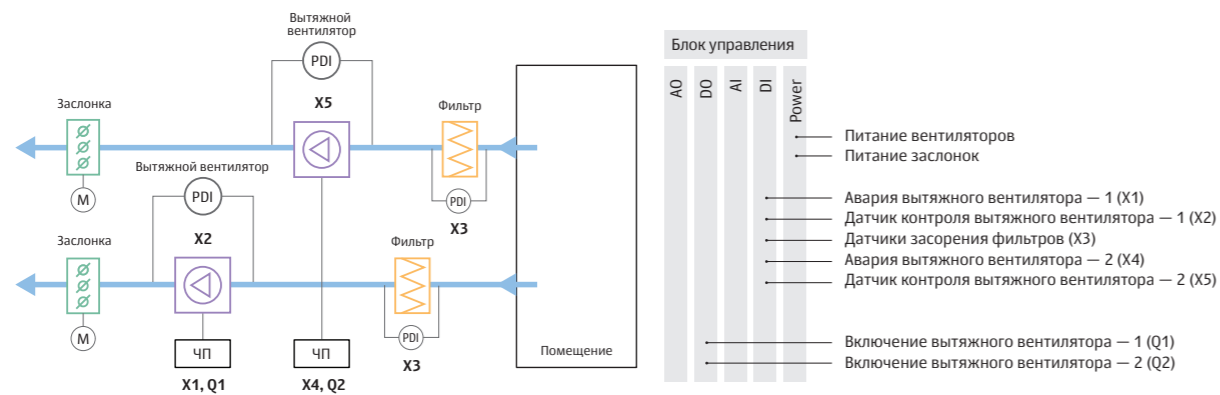 Вытяжной
вентилятор
PDI
X5
Заслонка
Фильтр
M
PDI
X3
Вытяжной вентилятор
PDI
X2
Заслонка
Фильтр
M
PDI
X3
ЧП
X1, Q1
ЧП
X4, Q2
Помещение
Блок управления
AO
DO
AI
DI
Power
Питание вентиляторов
Питание заслонок
Авария вытяжного вентилятора — 1 (X1)
Датчик контроля вытяжного вентилятора — 1 (X2)
Датчики засорения фильтров (X3)
Авария вытяжного вентилятора — 2 (X4)
Датчик контроля вытяжного вентилятора — 2 (X5)
Включение вытяжного вентилятора — 1 (Q1)
Включение вытяжного вентилятора — 2 (Q2)